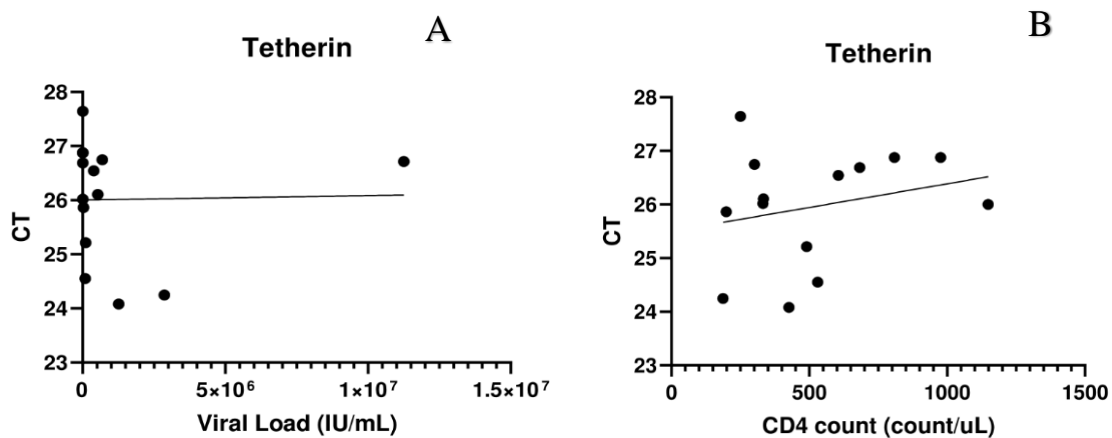 A
Tetherin
28
27
26
25
24
23
CT
0
5×10⁶
1×10⁷
1.5×10⁷
Viral Load (IU/mL)
B
Tetherin
28
27
26
25
24
23
CT
0
500
1000
1500
CD4 count (count/uL)